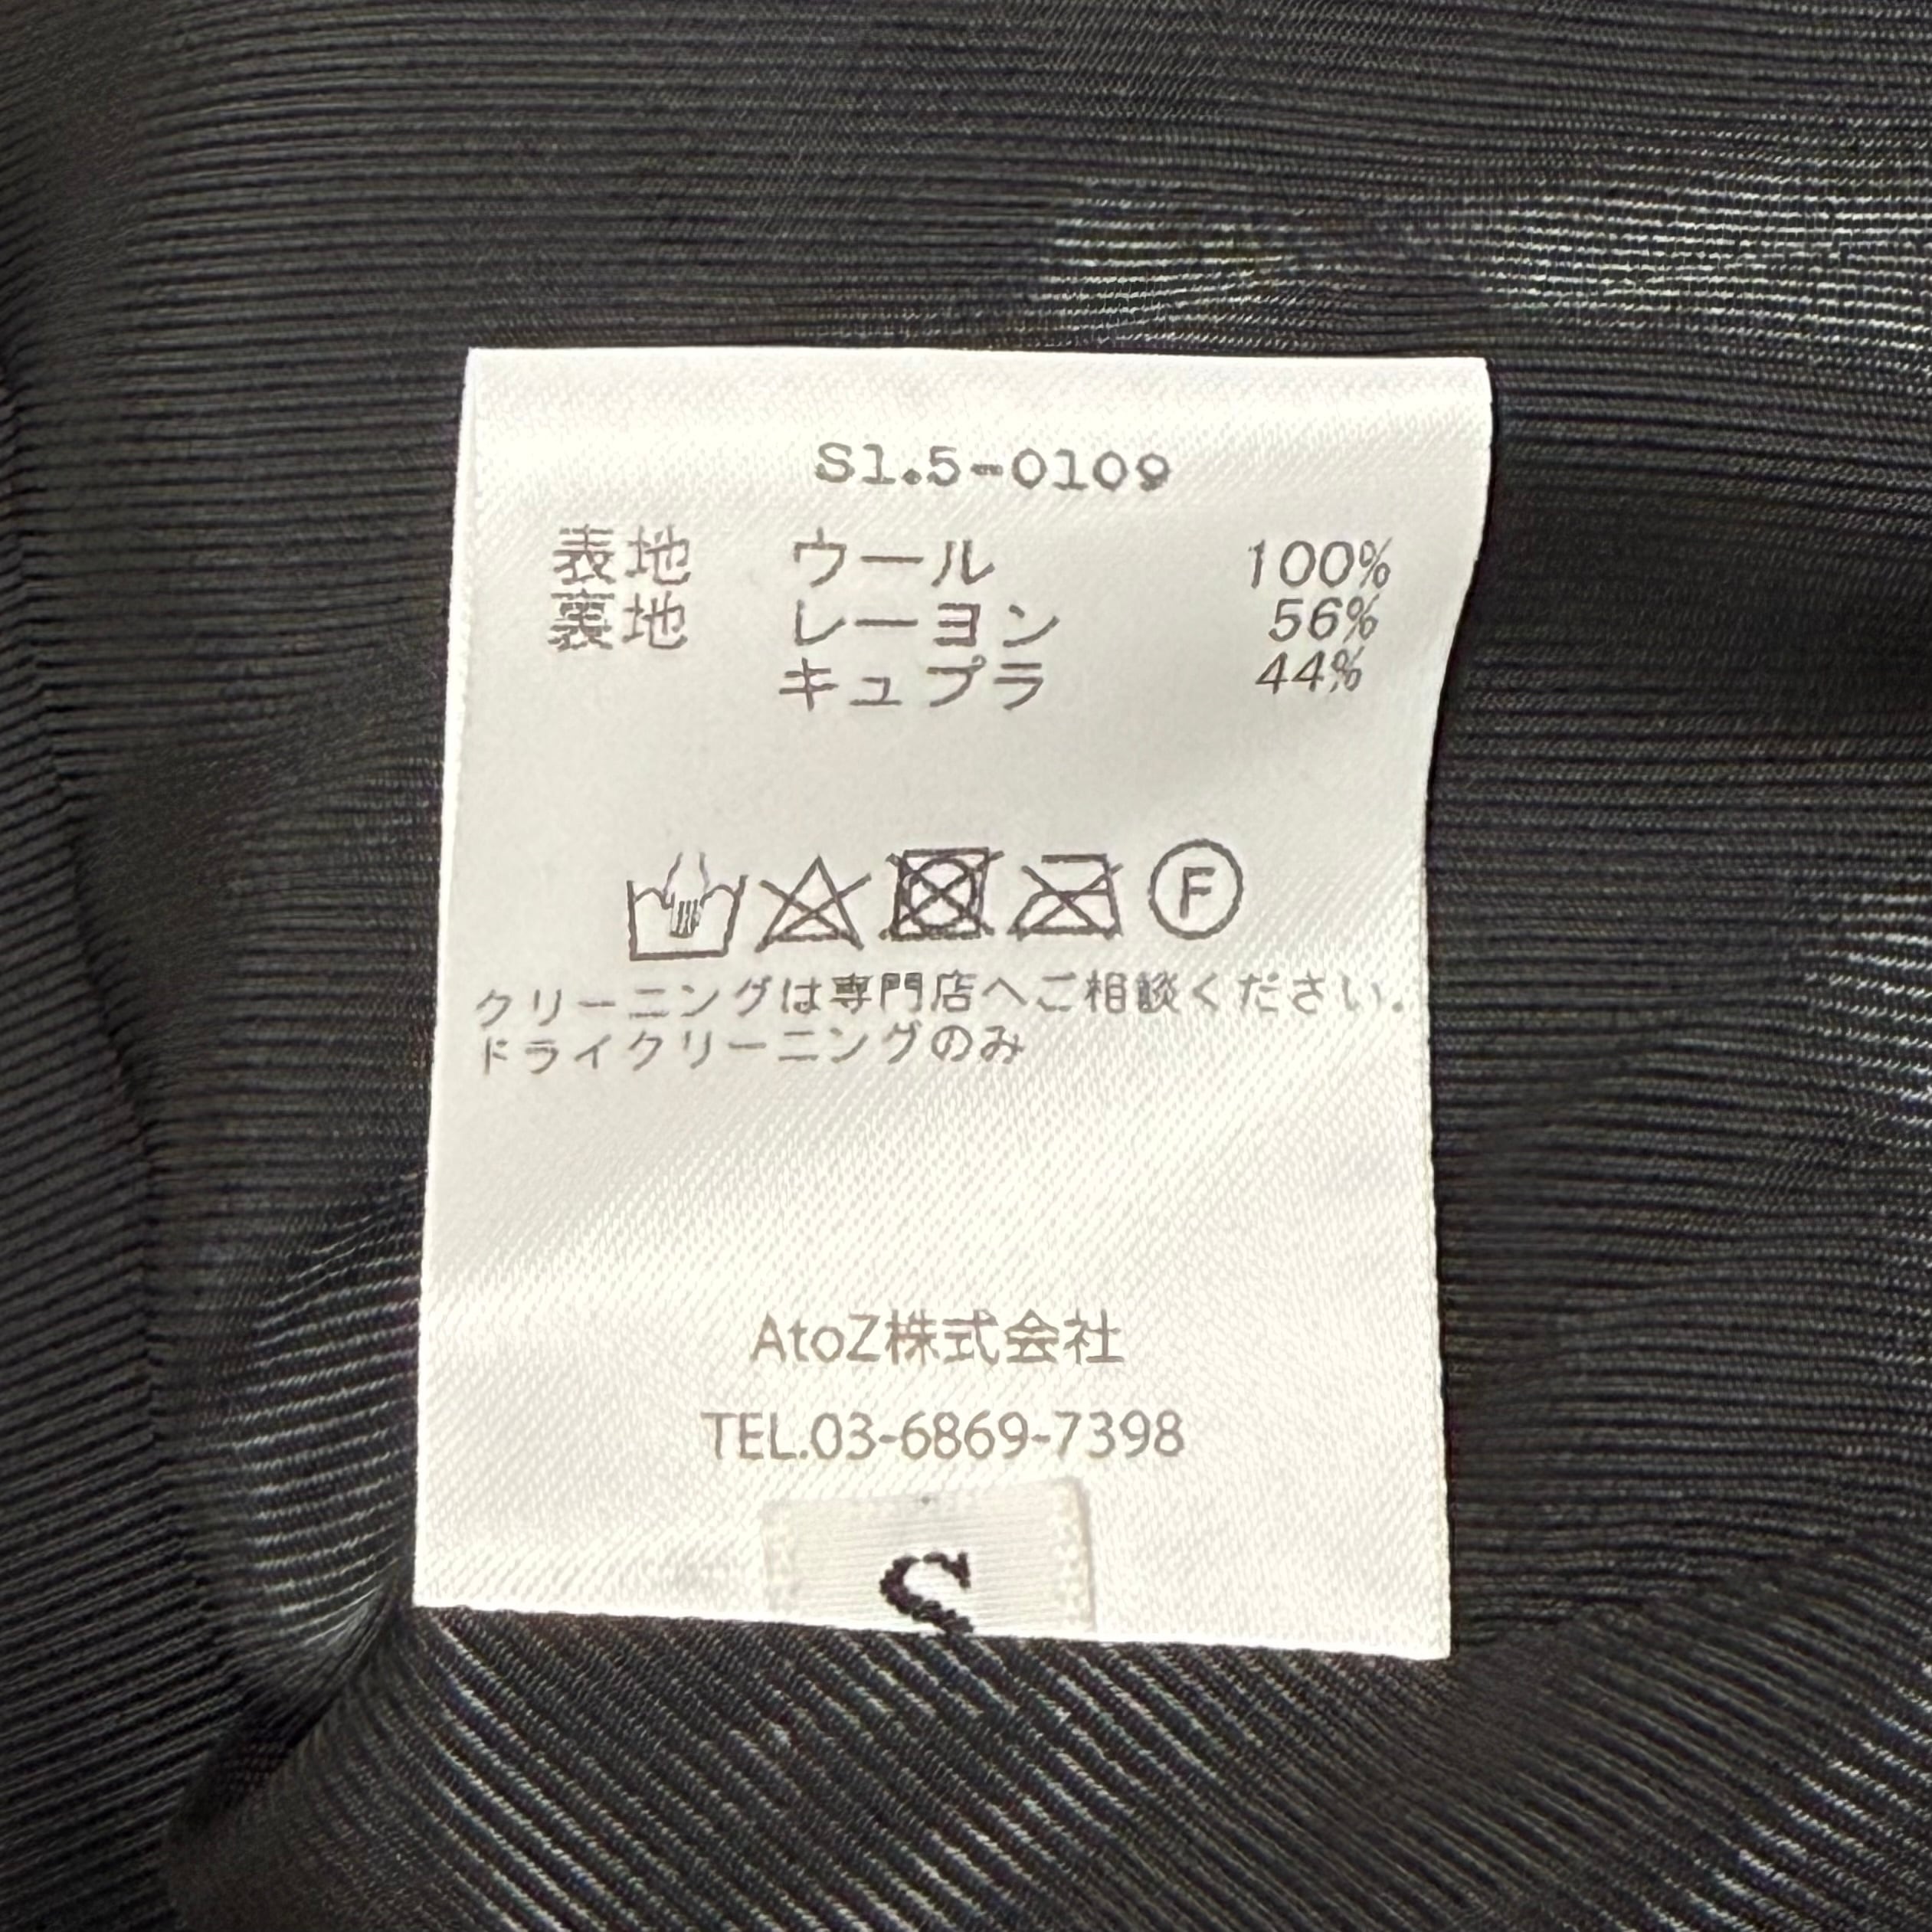 S1.5-0109
表地 ウール 100%
裏地 レーヨン 56%
キュプラ 44%
F
クリーニングは専門店へご相談ください.
ドライクリーニングのみ
AtoZ株式会社
TEL.03-6869-7398
S